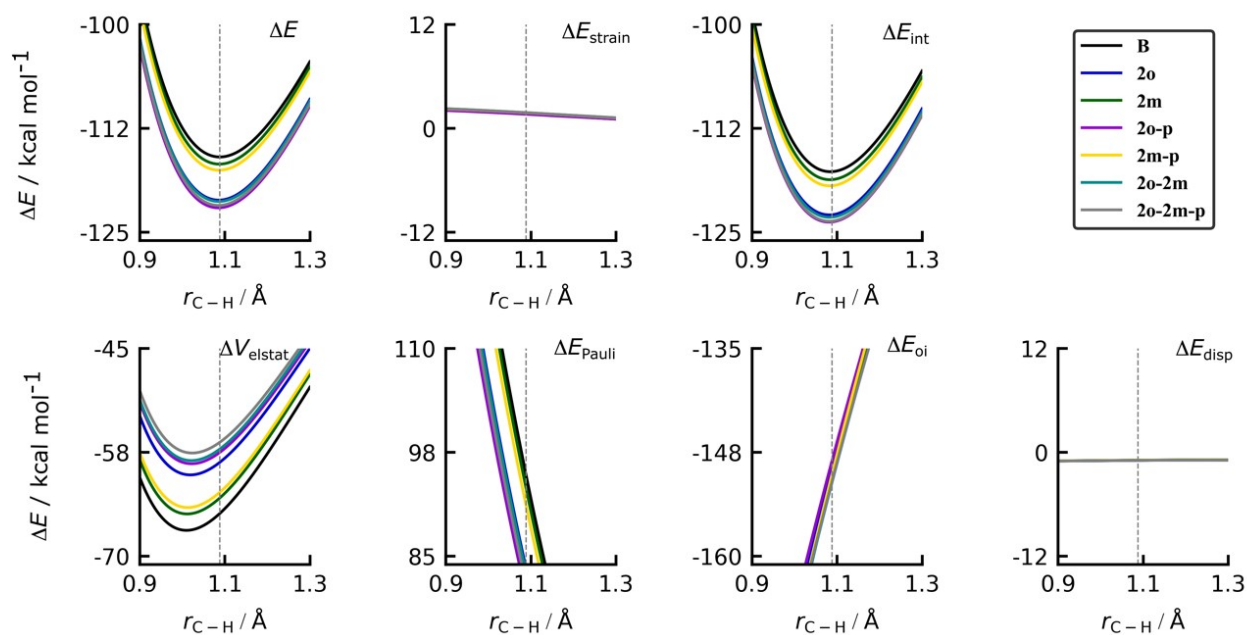 ΔE / kcal mol⁻¹
-100
-112
-125
0.9
1.1
1.3
r_C–H / Å
ΔE
12
0
-12
0.9
1.1
1.3
r_C–H / Å
ΔE_strain
-100
-112
-125
0.9
1.1
1.3
r_C–H / Å
ΔE_int
B
2o
2m
2o-p
2m-p
2o-2m
2o-2m-p
ΔE / kcal mol⁻¹
-45
-58
-70
0.9
1.1
1.3
r_C–H / Å
ΔV_elstat
110
98
85
0.9
1.1
1.3
r_C–H / Å
ΔE_Pauli
-135
-148
-160
0.9
1.1
1.3
r_C–H / Å
ΔE_oi
12
0
-12
0.9
1.1
1.3
r_C–H / Å
ΔE_disp